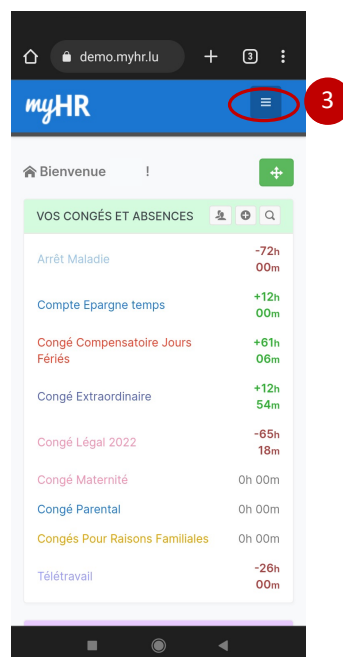 demo.myhr.lu
3
myHR
3
Bienvenue !
VOS CONGÉS ET ABSENCES
Arrêt Maladie -72h
00m
Compte Epargne temps +12h
00m
Congé Compensatoire Jours +61h
Fériés 06m
Congé Extraordinaire +12h
54m
Congé Légal 2022 -65h
18m
Congé Maternité 0h 00m
Congé Parental 0h 00m
Congés Pour Raisons Familiales 0h 00m
Télétravail -26h
00m